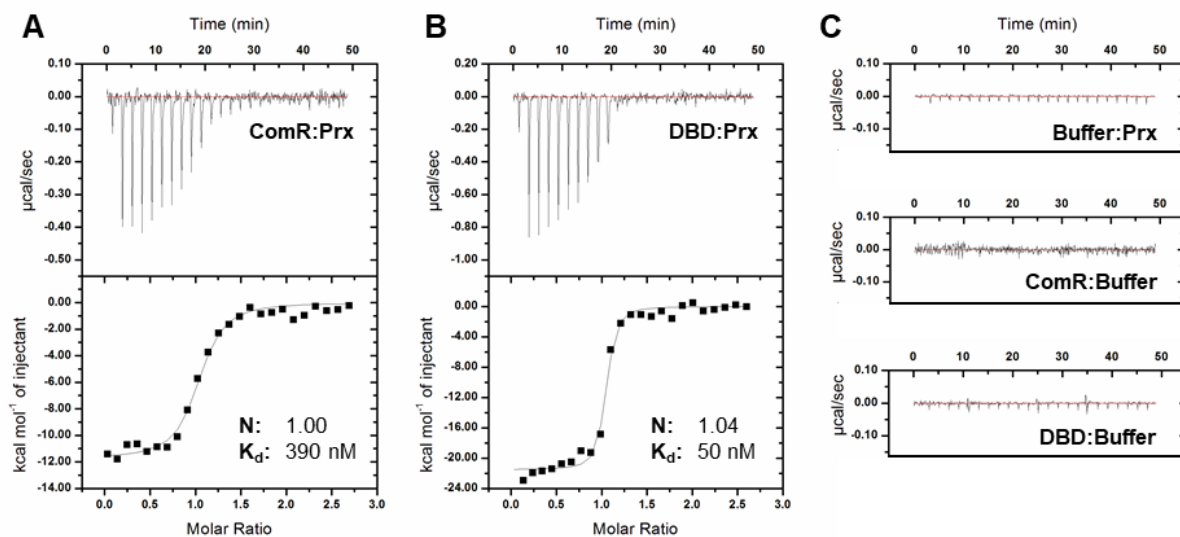 A
Time (min)
0 10 20 30 40 50
0.10
0.00
-0.10
-0.20
-0.30
-0.40
-0.50
µcal/sec
ComR:Prx
0.00
-2.00
-4.00
-6.00
-8.00
-10.00
-12.00
-14.00
kcal mol⁻¹ of injectant
N: 1.00
Kd: 390 nM
0.0 0.5 1.0 1.5 2.0 2.5 3.0
Molar Ratio
B
Time (min)
0 10 20 30 40 50
0.20
0.00
-0.20
-0.40
-0.60
-0.80
-1.00
µcal/sec
DBD:Prx
0.00
-4.00
-8.00
-12.00
-16.00
-20.00
-24.00
kcal mol⁻¹ of injectant
N: 1.04
Kd: 50 nM
0.0 0.5 1.0 1.5 2.0 2.5 3.0
Molar Ratio
C
Time (min)
0 10 20 30 40 50
0.10
0.00
-0.10
µcal/sec
Buffer:Prx
0 10 20 30 40 50
0.10
0.00
-0.10
µcal/sec
ComR:Buffer
0 10 20 30 40 50
0.10
0.00
-0.10
µcal/sec
DBD:Buffer